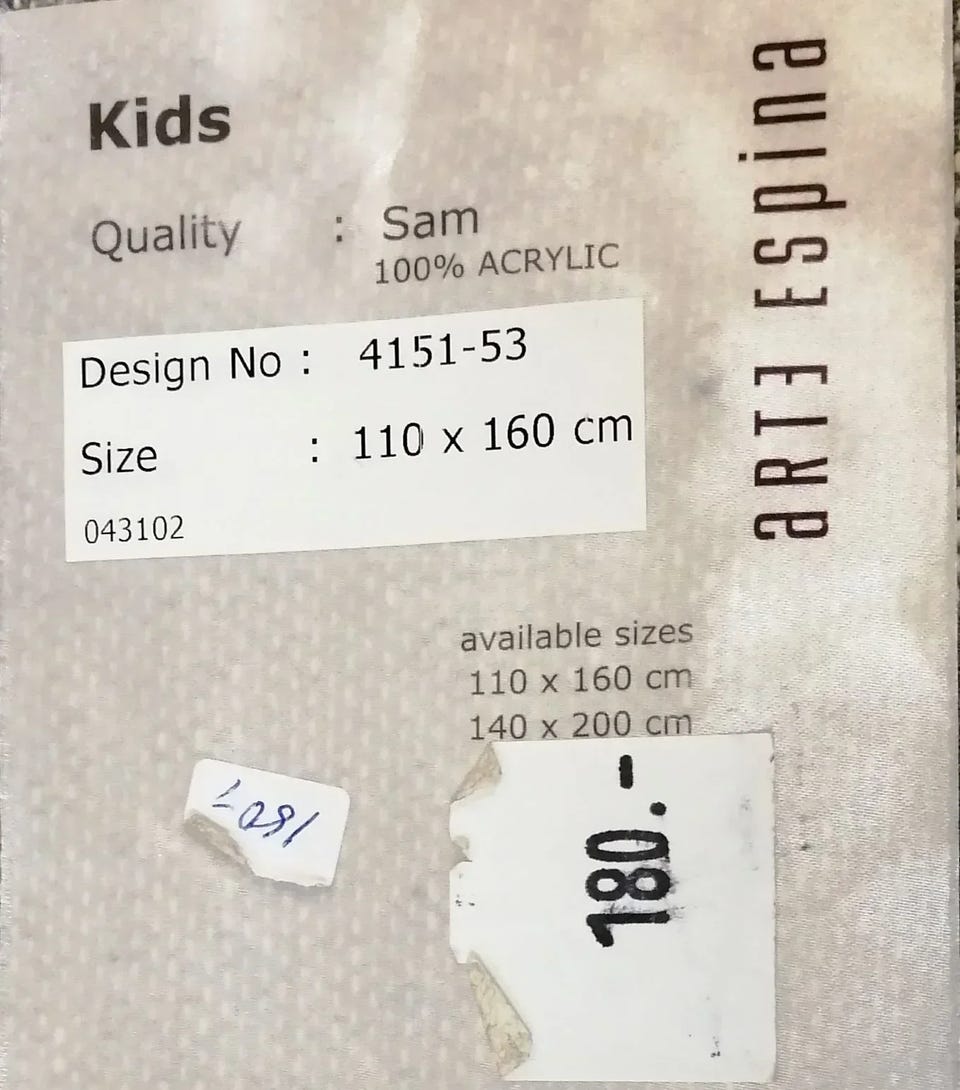 Kids
Quality : Sam
100% ACRYLIC
Design No : 4151-53
Size : 110 x 160 cm
043102
aRTE ESpina
available sizes
110 x 160 cm
140 x 200 cm
180.-